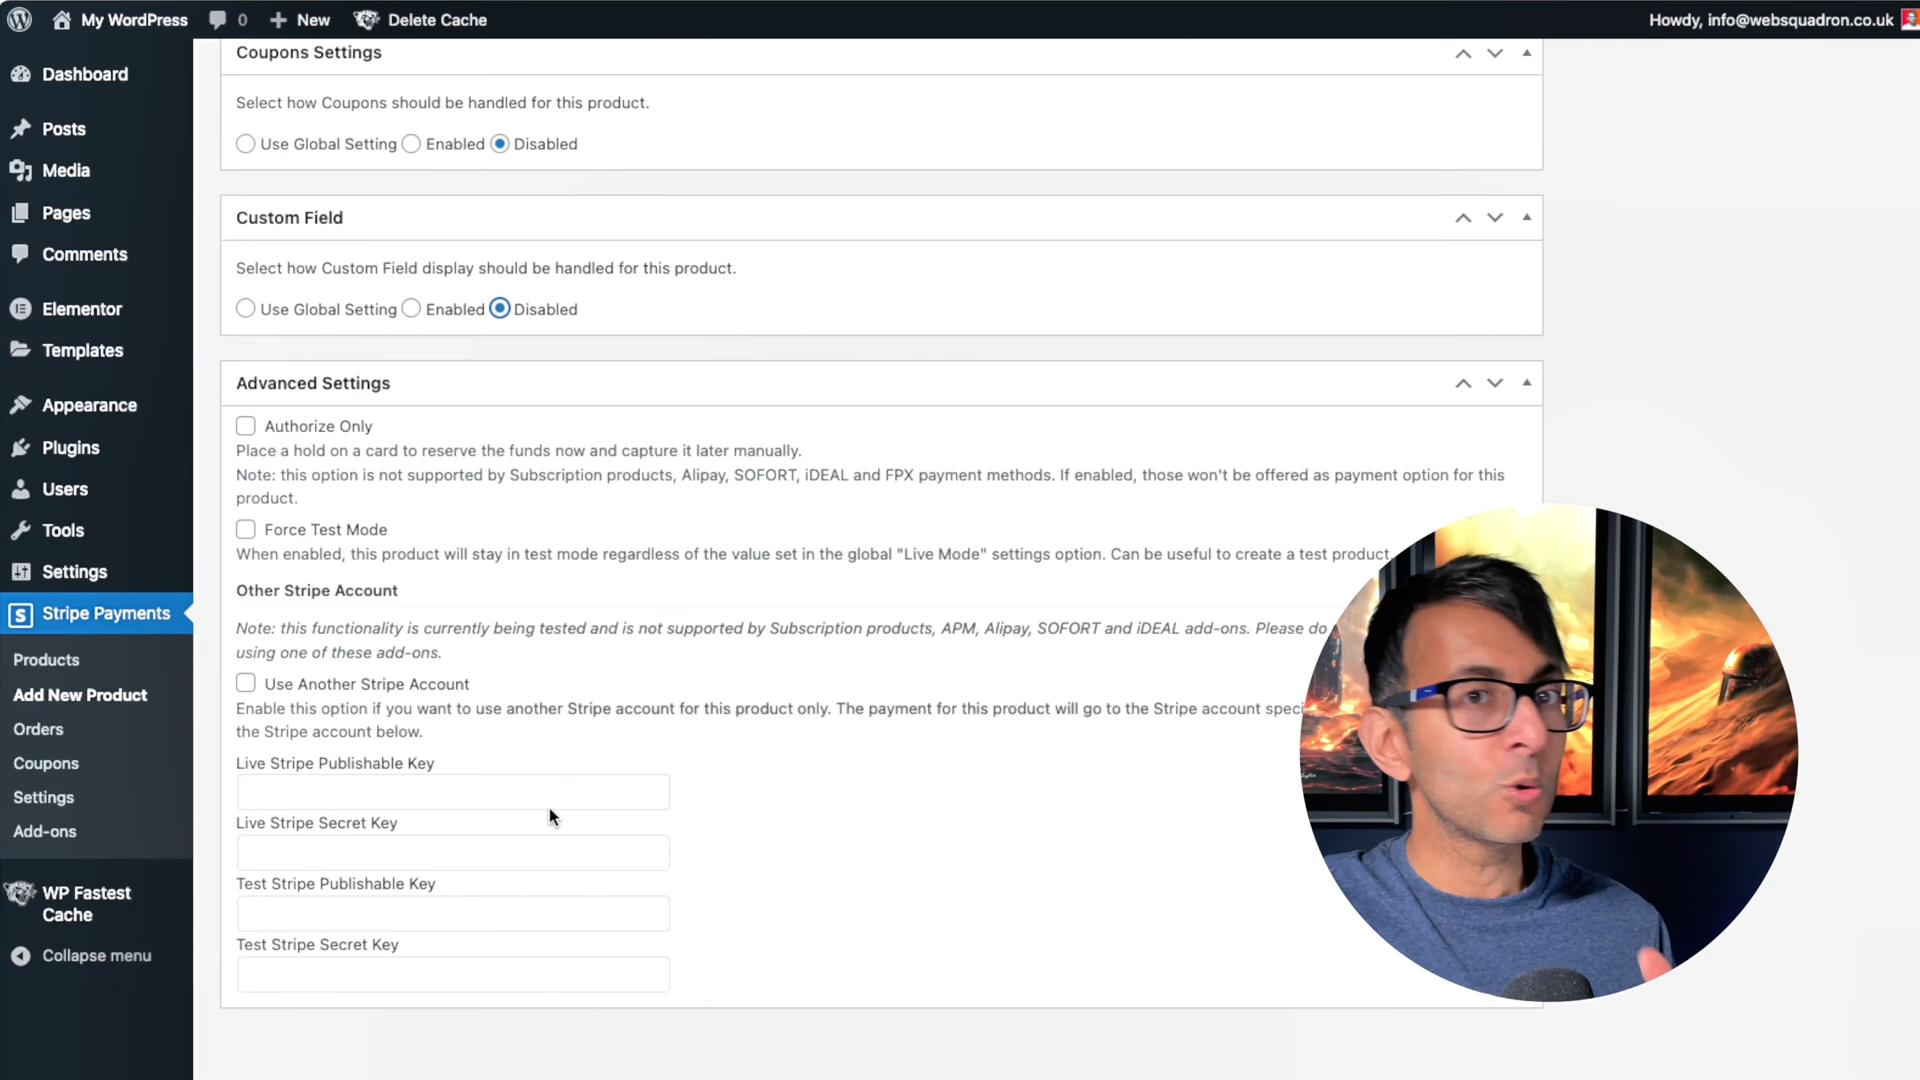 My WordPress 0 New Delete Cache Howdy, info@websquadron.co.uk
Dashboard
Posts
Media
Pages
Comments
Elementor
Templates
Appearance
Plugins
Users
Tools
Settings
Stripe Payments
Products
Add New Product
Orders
Coupons
Settings
Add-ons
WP Fastest
Cache
Collapse menu
Coupons Settings
Select how Coupons should be handled for this product.
Use Global Setting Enabled Disabled
Custom Field
Select how Custom Field display should be handled for this product.
Use Global Setting Enabled Disabled
Advanced Settings
Authorize Only
Place a hold on a card to reserve the funds now and capture it later manually.
Note: this option is not supported by Subscription products, Alipay, SOFORT, iDEAL and FPX payment methods. If enabled, those won't be offered as payment option for this
product.
Force Test Mode
When enabled, this product will stay in test mode regardless of the value set in the global "Live Mode" settings option. Can be useful to create a test product.
Other Stripe Account
Note: this functionality is currently being tested and is not supported by Subscription products, APM, Alipay, SOFORT and iDEAL add-ons. Please do
using one of these add-ons.
Use Another Stripe Account
Enable this option if you want to use another Stripe account for this product only. The payment for this product will go to the Stripe account
the Stripe account below.
Live Stripe Publishable Key
Live Stripe Secret Key
Test Stripe Publishable Key
Test Stripe Secret Key